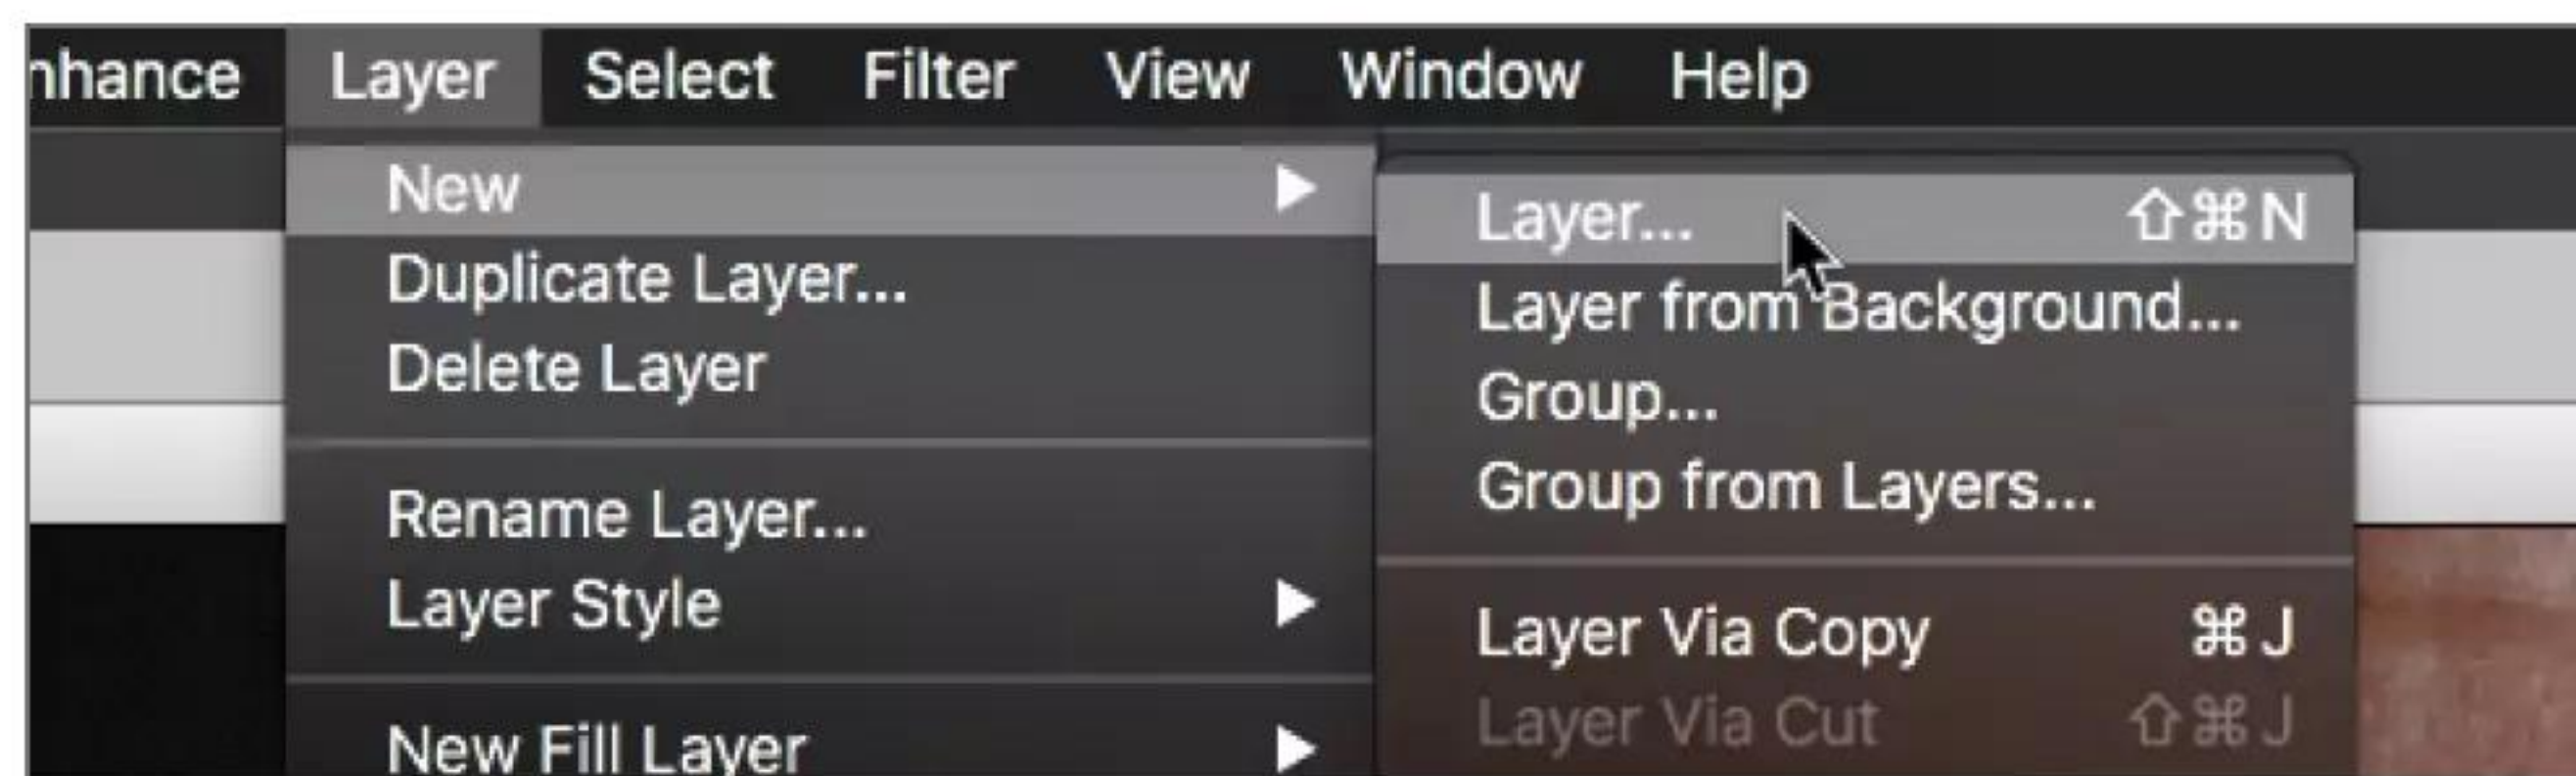 nhance Layer Select Filter View Window Help
New ▶
Duplicate Layer...
Delete Layer
Rename Layer...
Layer Style ▶
New Fill Layer ▶
Layer... ⇧⌘N
Layer from Background...
Group...
Group from Layers...
Layer Via Copy ⌘J
Layer Via Cut ⇧⌘J